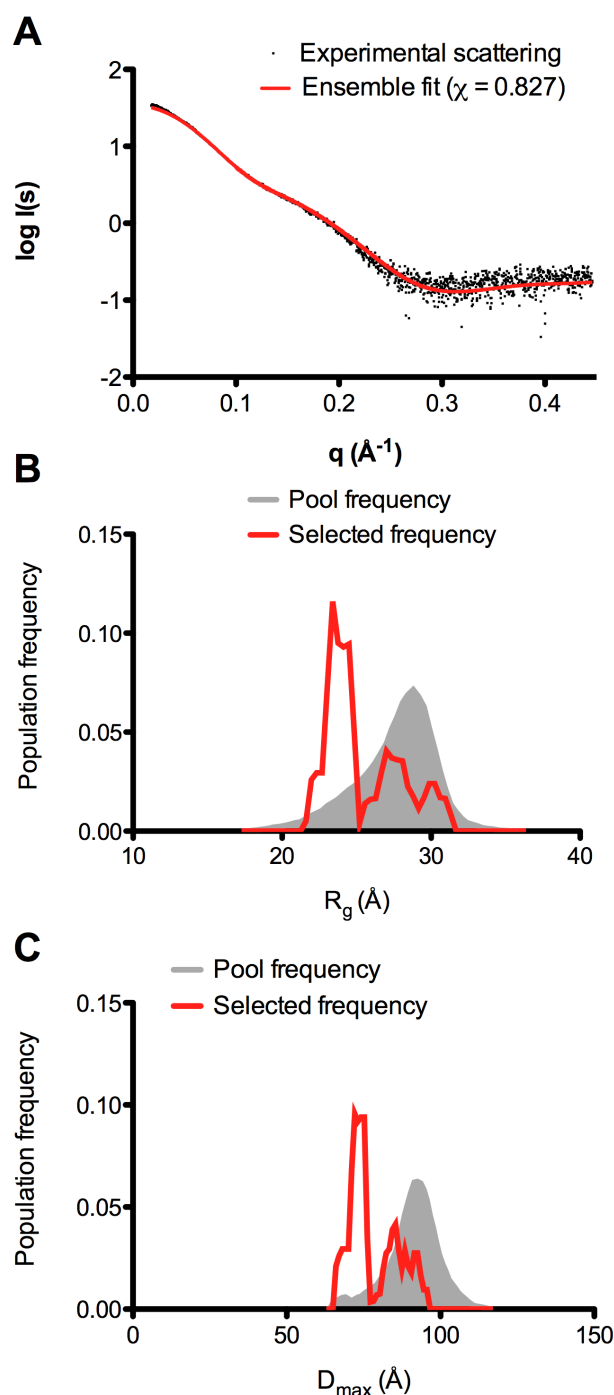 A
Experimental scattering
Ensemble fit (χ = 0.827)
2
1
0
-1
-2
log I(s)
0.0 0.1 0.2 0.3 0.4
q (Å⁻¹)
B
Pool frequency
Selected frequency
0.15
0.10
0.05
0.00
Population frequency
10 20 30 40
Rg (Å)
C
Pool frequency
Selected frequency
0.15
0.10
0.05
0.00
Population frequency
0 50 100 150
Dmax (Å)